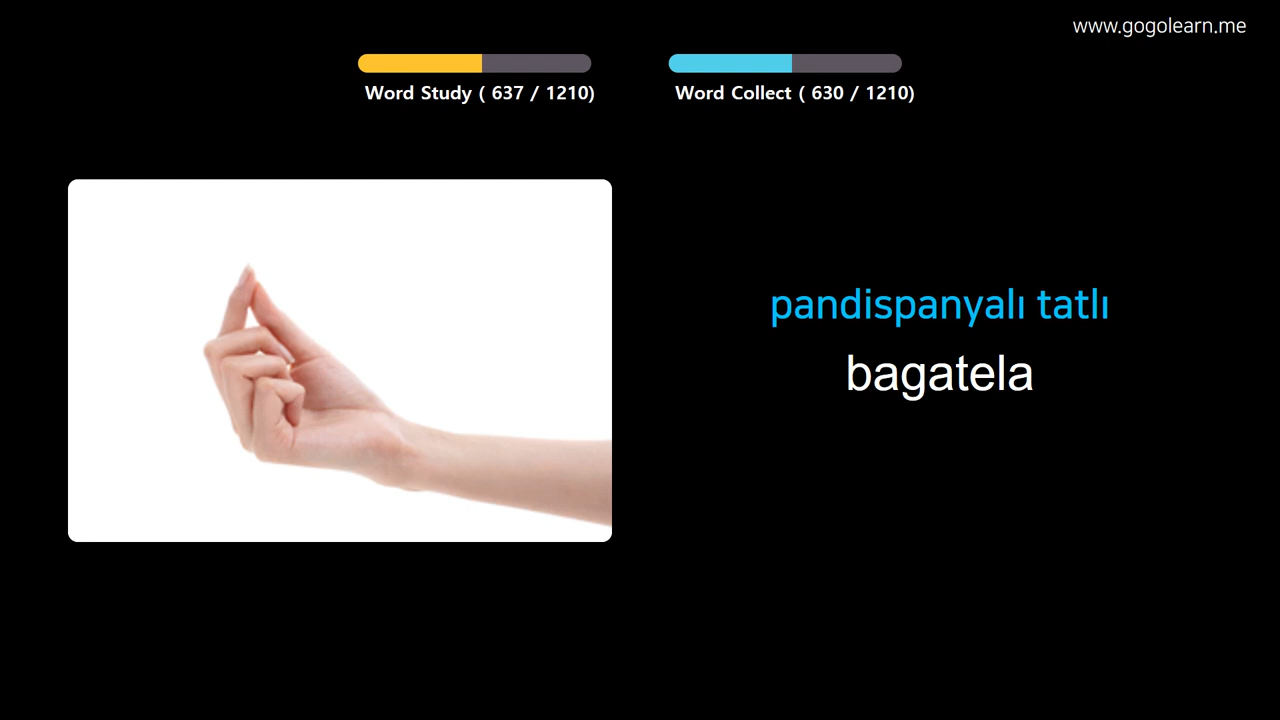 www.gogolearn.me
Word Study ( 637 / 1210)
Word Collect ( 630 / 1210)
pandispanyalı tatlı
bagatela